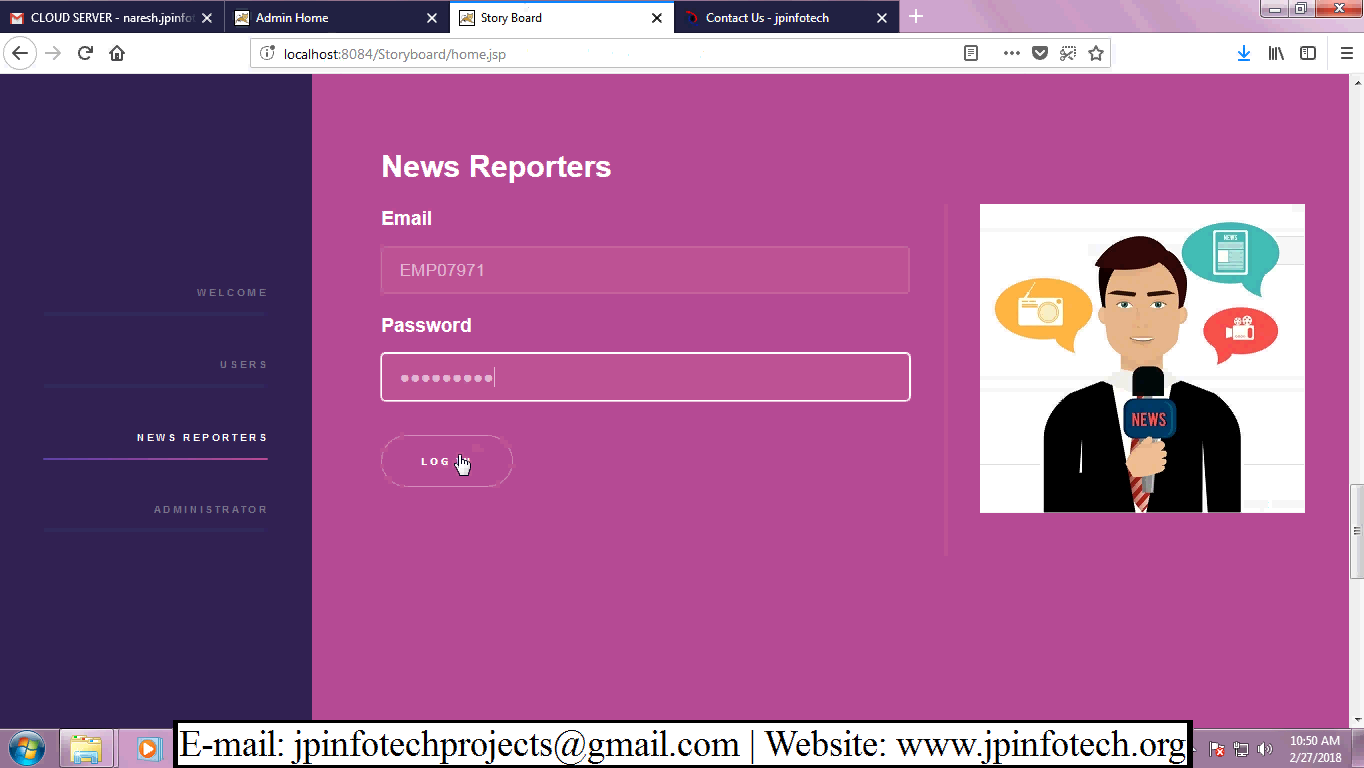 CLOUD SERVER - naresh.jpinfot
Admin Home
Story Board
Contact Us - jpinfotech
localhost:8084/Storyboard/home.jsp
News Reporters
Email
EMP07971
Password
LOG
WELCOME
USERS
NEWS REPORTERS
ADMINISTRATOR
NEWS
NEWS
E-mail: jpinfotechprojects@gmail.com | Website: www.jpinfotech.org
10:50 AM
2/27/2018